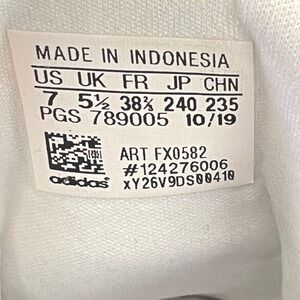 MADE IN INDONESIA
US UK FR JP CHN
7 5½ 38⅔ 240 235
PGS 789005 10/19
ART FX0582
#124276006
adidas XY26V9DS00410